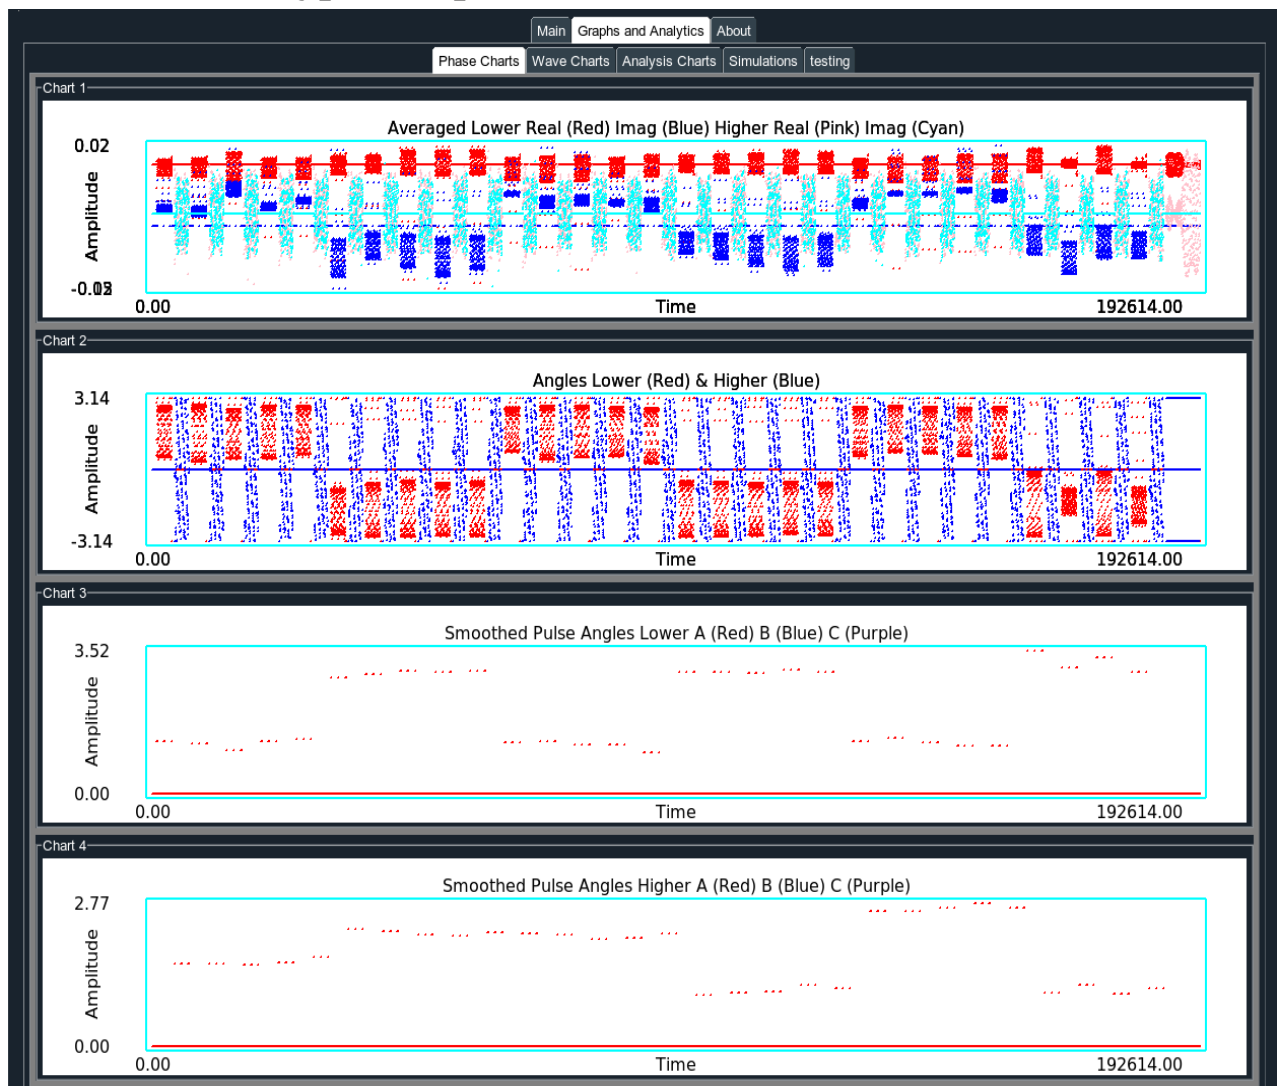 Main Graphs and Analytics About
Phase Charts Wave Charts Analysis Charts Simulations testing
Chart 1
Averaged Lower Real (Red) Imag (Blue) Higher Real (Pink) Imag (Cyan)
0.02
Amplitude
0.00 Time 192614.00
Chart 2
Angles Lower (Red) & Higher (Blue)
3.14
Amplitude
-3.14
0.00 Time 192614.00
Chart 3
Smoothed Pulse Angles Lower A (Red) B (Blue) C (Purple)
3.52
Amplitude
0.00
0.00 Time 192614.00
Chart 4
Smoothed Pulse Angles Higher A (Red) B (Blue) C (Purple)
2.77
Amplitude
0.00
0.00 Time 192614.00